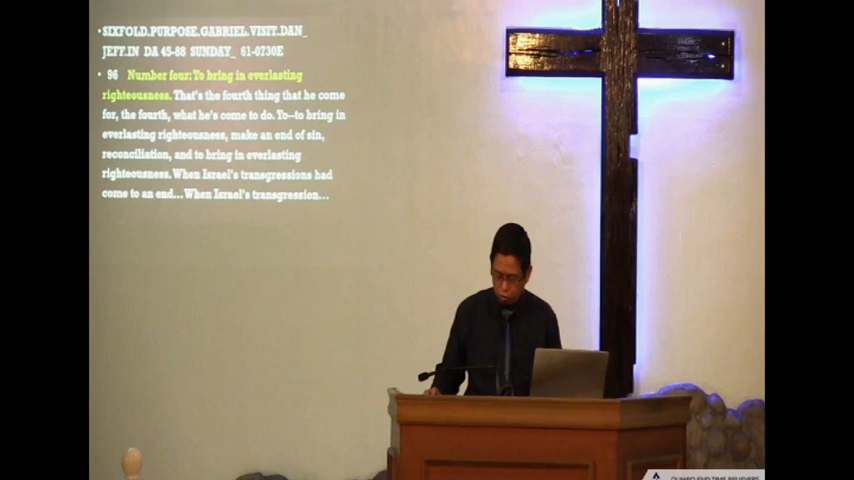 •SIXFOLD.PURPOSE.GABRIEL.VISIT.DAN_
JEFF.IN DA 45-88 SUNDAY_ 61-0730E
• 96 Number four: To bring in everlasting
righteousness. That's the fourth thing that he come
for, the fourth, what he's come to do. To--to bring in
everlasting righteousness, make an end of sin,
reconciliation, and to bring in everlasting
righteousness. When Israel's transgressions had
come to an end... When Israel's transgression...
END TIME BELIEVERS